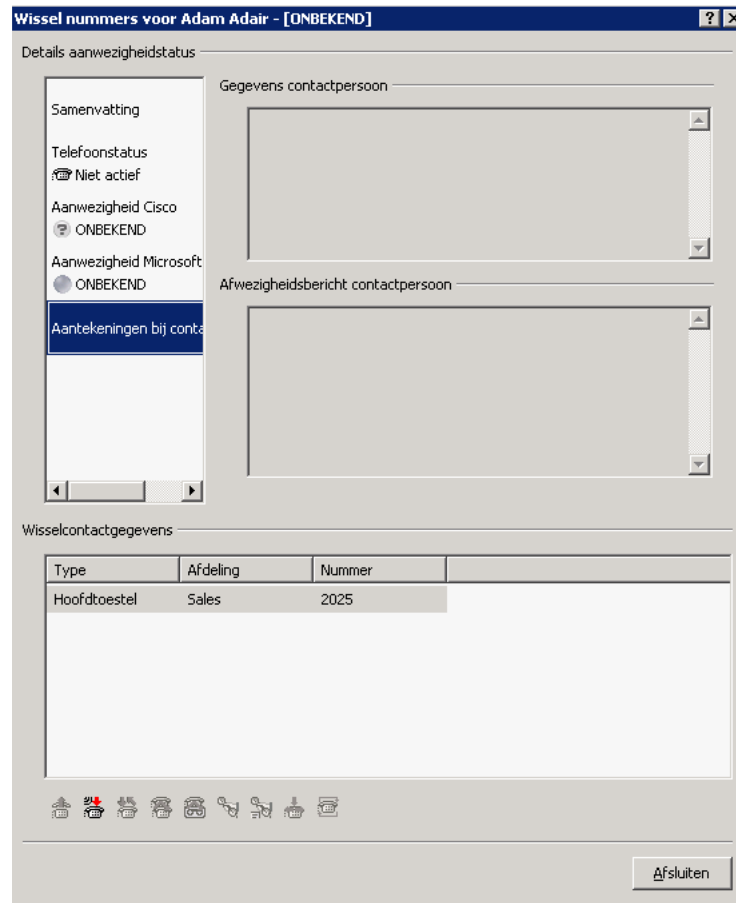 Wissel nummers voor Adam Adair - [ONBEKEND]
Details aanwezigheidstatus
Samenvatting
Telefoonstatus
Niet actief
Aanwezigheid Cisco
ONBEKEND
Aanwezigheid Microsoft
ONBEKEND
Aantekeningen bij conta
Gegevens contactpersoon
Afwezigheidsbericht contactpersoon
Wisselcontactgegevens
Type Afdeling Nummer
Hoofdtoestel Sales 2025
Afsluiten